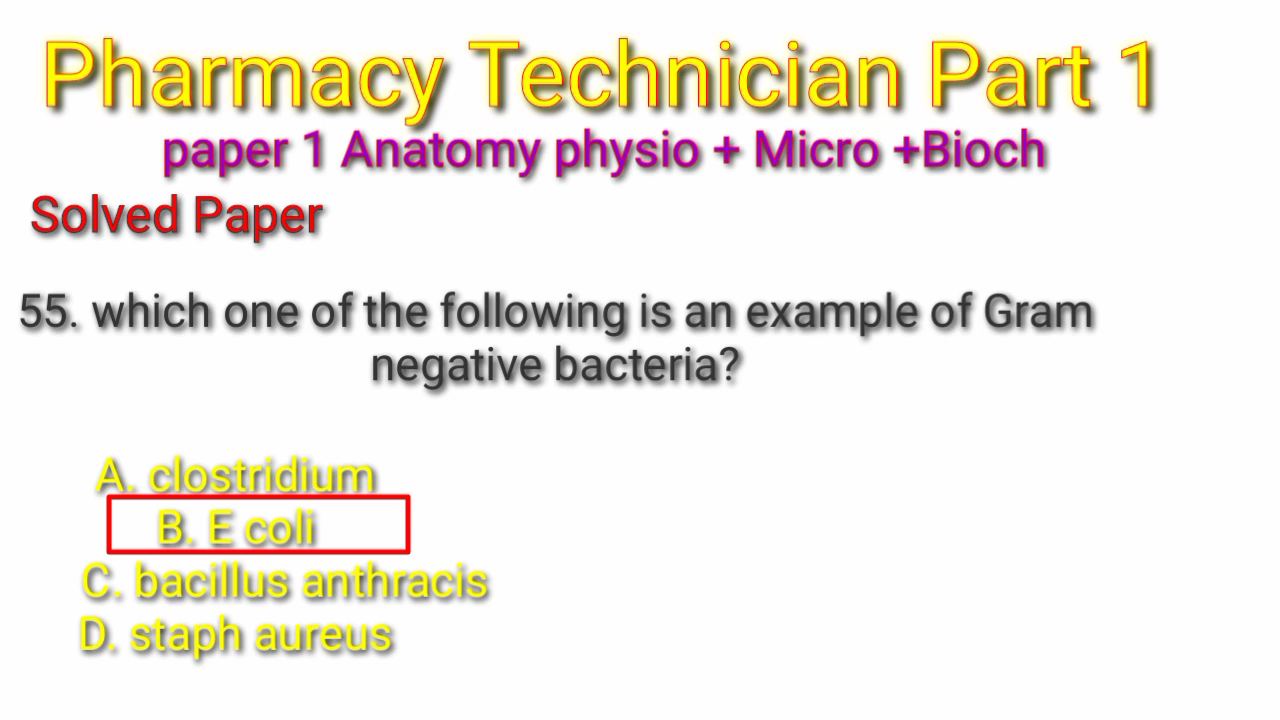 Pharmacy Technician Part 1
paper 1 Anatomy physio + Micro +Bioch
Solved Paper
55. which one of the following is an example of Gram
negative bacteria?
A. clostridium
B. E coli
C. bacillus anthracis
D. staph aureus